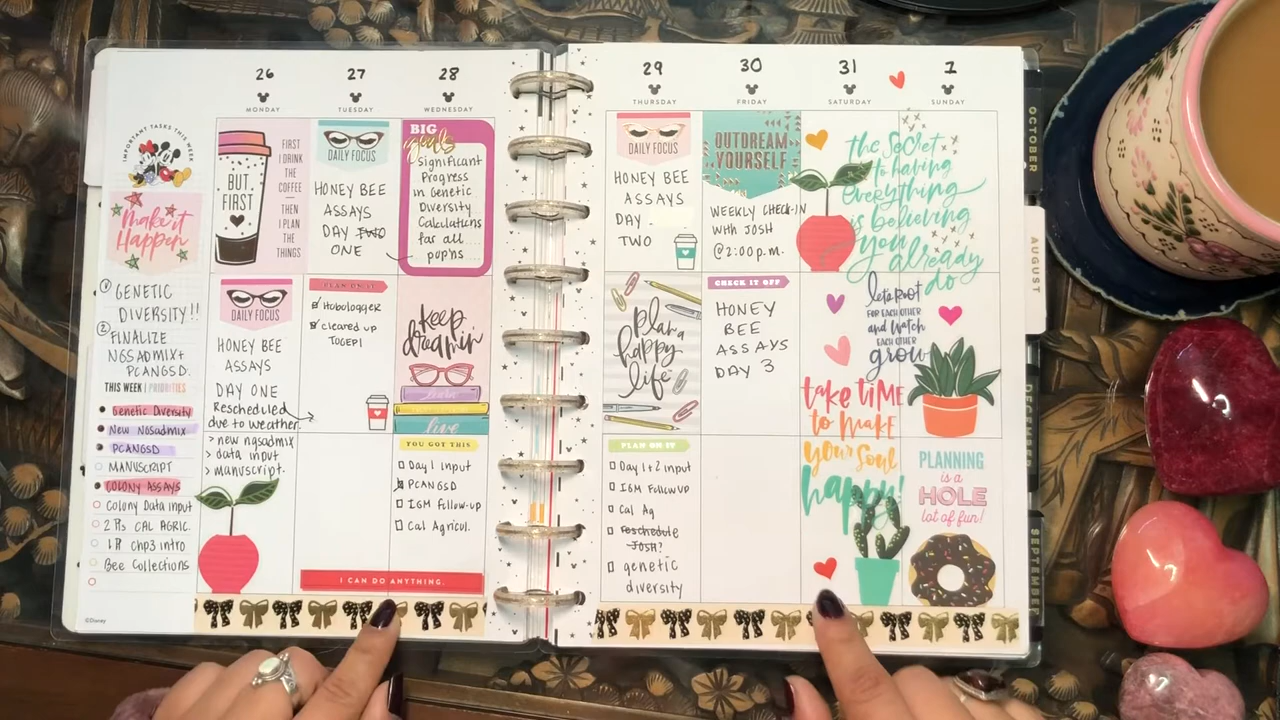 26
MONDAY
27
TUESDAY
28
WEDNESDAY
29
THURSDAY
30
FRIDAY
31
SATURDAY
1
SUNDAY
IMPORTANT TASKS THIS WEEK
make it
Happen
① GENETIC
DIVERSITY!!
② FINALIZE
NGSADMIX+
PCANGSD.
THIS WEEK | PRIORITIES
Genetic Diversity
New NGSadmix
PCANGSD
MANUSCRIPT
COLONY ASSAYS
Colony Data input
CAL AGRIC.
chp3 intro
Bee Collections
©Disney
BUT,
FIRST
FIRST
I DRINK
THE
COFFEE
THEN
I PLAN
THE
THINGS
DAILY FOCUS
HONEY BEE
ASSAYS
DAY ONE
Rescheduled
due to weather.
> new ngsadmix
> data input
> manuscript.
DAILY FOCUS
HONEY BEE
ASSAYS
DAY TWO
ONE
PLAN ON IT
Hobologger
cleared up
TOGEPI
I CAN DO ANYTHING.
BIG
goals
Significant
Progress
in Genetic
Diversity
Calculations
for all
pop'ns
keep
dreamin'
learn
live
YOU GOT THIS
Day 1 input
PCANGSD
IGM Follow-up
Cal Agricul.
DAILY FOCUS
HONEY BEE
ASSAYS
DAY
TWO
plan a
happy
life
PLAN ON IT
Day 1+2 input
IGM Follow UP
Cal Ag
reschedule
JOSH?
genetic
diversity
OUTDREAM
YOURSELF
WEEKLY CHECK-IN
with JOSH
@2:00p.m.
CHECK IT OFF
HONEY
BEE
ASSAYS
DAY 3
the secret
to having
everything
is believing
you already
do
let's root
FOR EACH OTHER
and watch
EACH OTHER
grow
take time
to make
your soul
happy!
PLANNING
is a
HOLE
lot of fun!
OCTOBER
AUGUST
DECEMBER
SEPTEMBER